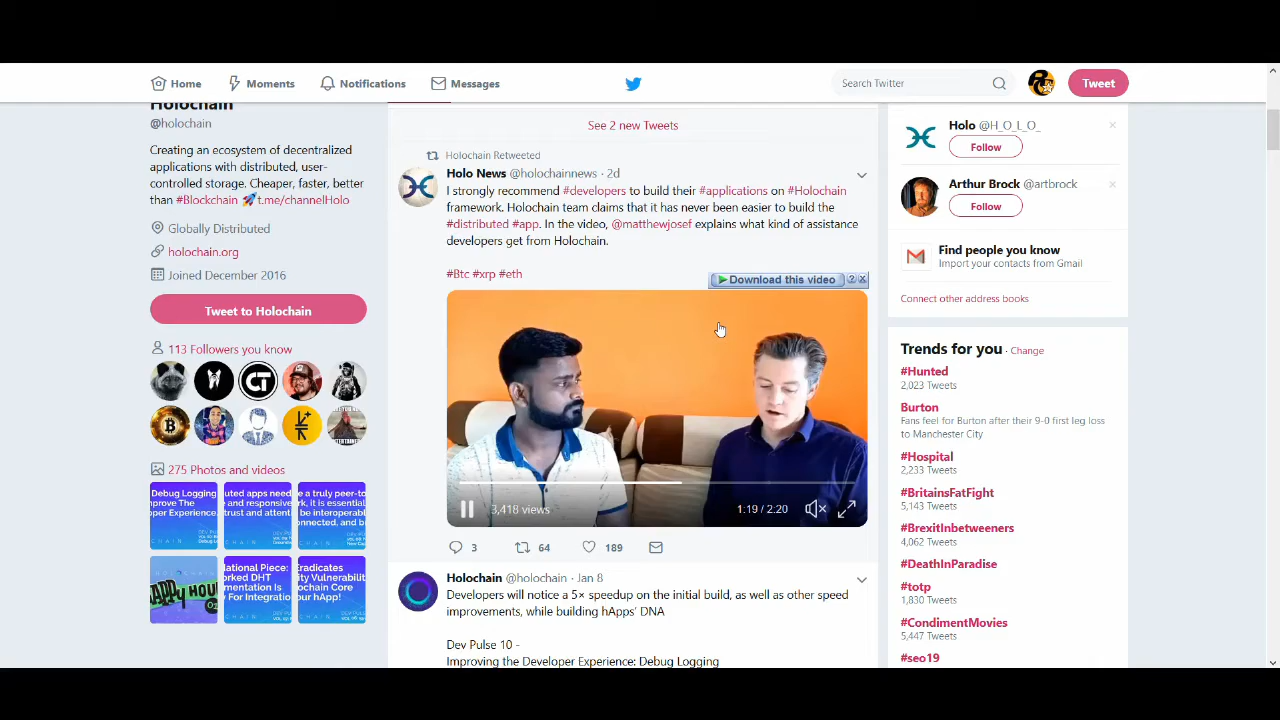 Home
Moments
Notifications
Messages
Search Twitter
Tweet
Holochain
@holochain
Creating an ecosystem of decentralized
applications with distributed, user-
controlled storage. Cheaper, faster, better
than #Blockchain 🚀t.me/channelHolo
Globally Distributed
holochain.org
Joined December 2016
Tweet to Holochain
113 Followers you know
CT
275 Photos and videos
Debug Logging
prove The
per Experience.
uted apps need
e and responsive
trust and attent
e a truly peer-to
k, it is essential
be interoperabl
nnected, and b
national Piece:
orked DHT
mentation Is
For Integratio
Eradicates
ity Vulnerabilit
ochain Core
our hApp!
See 2 new Tweets
Holochain Retweeted
Holo News @holochainnews · 2d
I strongly recommend #developers to build their #applications on #Holochain
framework. Holochain team claims that it has never been easier to build the
#distributed #app. In the video, @matthewjosef explains what kind of assistance
developers get from Holochain.
#Btc #xrp #eth
Download this video
3,418 views
1:19 / 2:20
3
64
189
Holochain @holochain · Jan 8
Developers will notice a 5× speedup on the initial build, as well as other speed
improvements, while building hApps' DNA
Dev Pulse 10 -
Improving the Developer Experience: Debug Logging
Holo @H_O_L_O_
Follow
Arthur Brock @artbrock
Follow
Find people you know
Import your contacts from Gmail
Connect other address books
Trends for you · Change
#Hunted
2,023 Tweets
Burton
Fans feel for Burton after their 9-0 first leg loss
to Manchester City
#Hospital
2,233 Tweets
#BritainsFatFight
5,143 Tweets
#BrexitInbetweeners
4,062 Tweets
#DeathInParadise
#totp
1,830 Tweets
#CondimentMovies
5,447 Tweets
#seo19